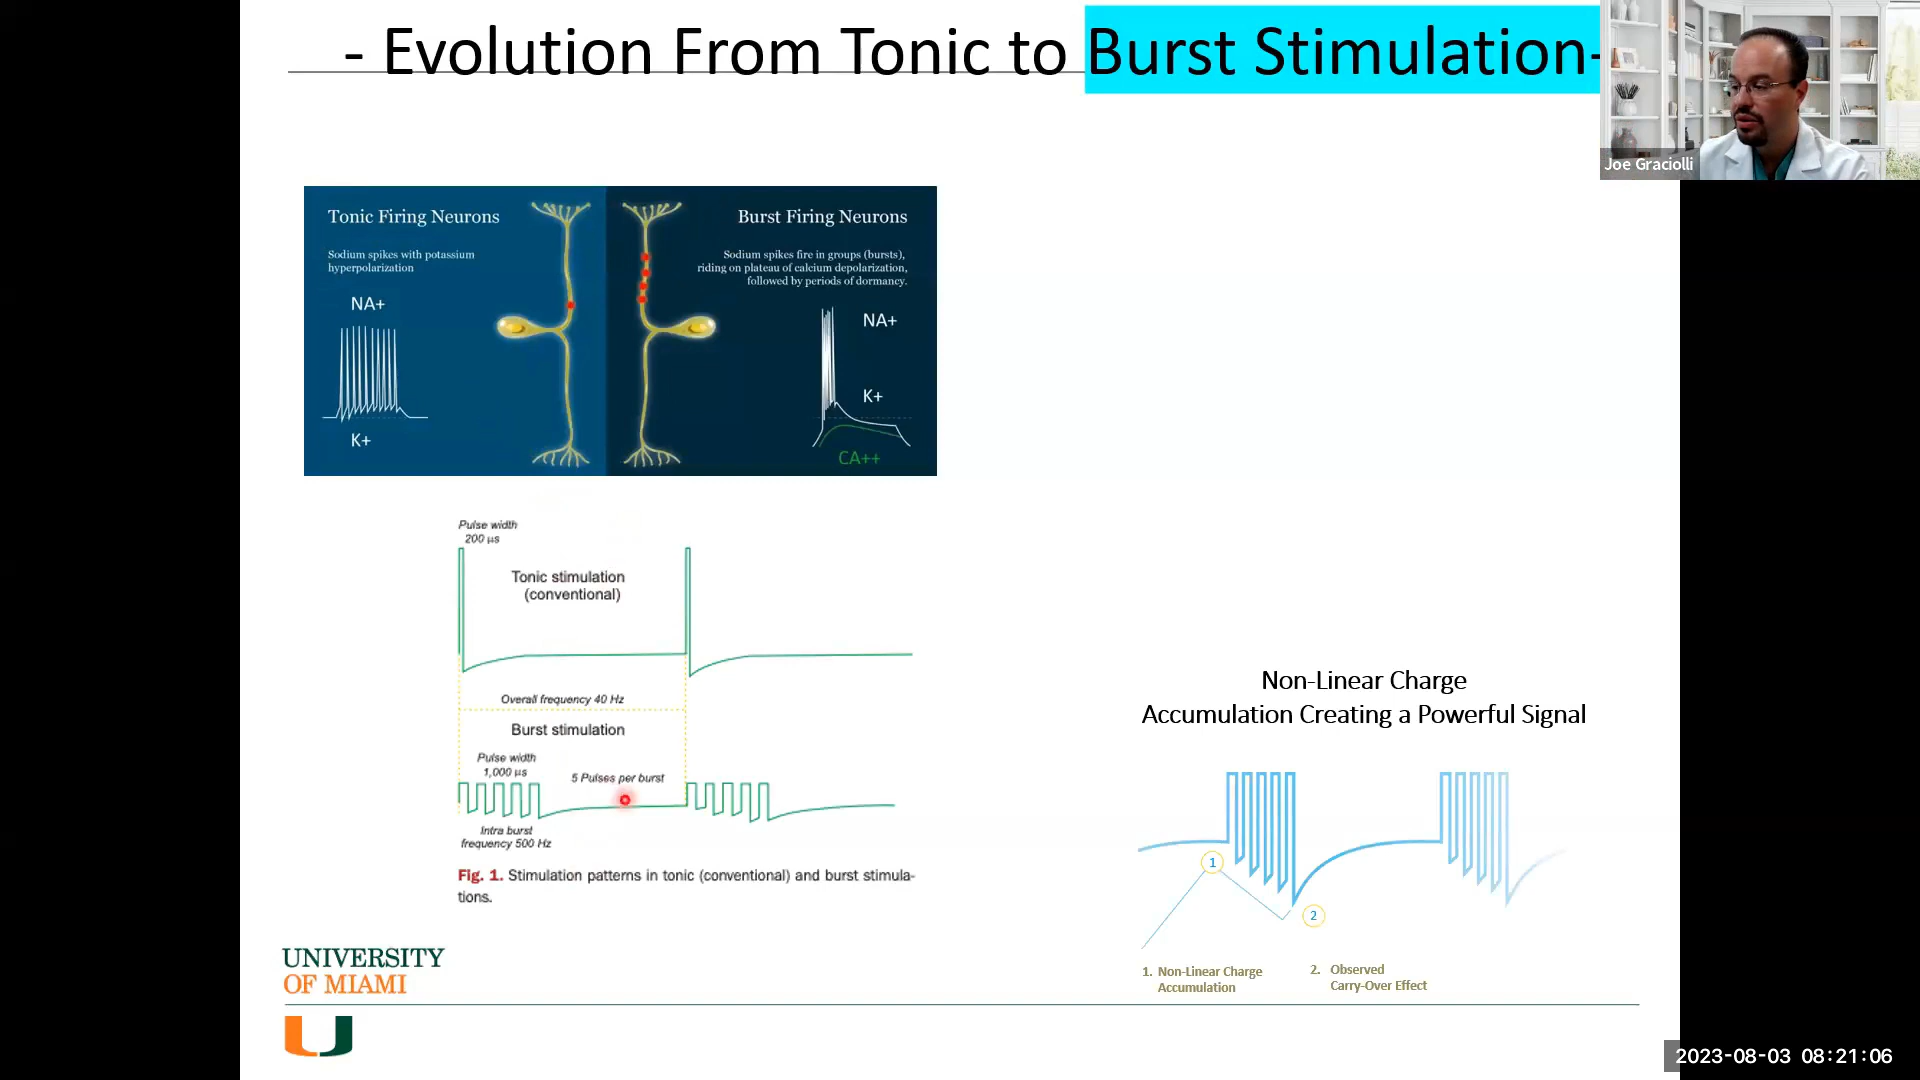 - Evolution From Tonic to Burst Stimulation-
Joe Graciolli
Tonic Firing Neurons
Sodium spikes with potassium
hyperpolarization
NA+
K+
Burst Firing Neurons
Sodium spikes fire in groups (bursts),
riding on plateau of calcium depolarization,
followed by periods of dormancy.
NA+
K+
CA++
Pulse width
200 µs
Tonic stimulation
(conventional)
Overall frequency 40 Hz
Burst stimulation
Pulse width
1,000 µs
5 Pulses per burst
Intra burst
frequency 500 Hz
Fig. 1. Stimulation patterns in tonic (conventional) and burst stimula-
tions.
Non-Linear Charge
Accumulation Creating a Powerful Signal
1
2
1. Non-Linear Charge
Accumulation
2. Observed
Carry-Over Effect
UNIVERSITY
OF MIAMI
2023-08-03 08:21:06